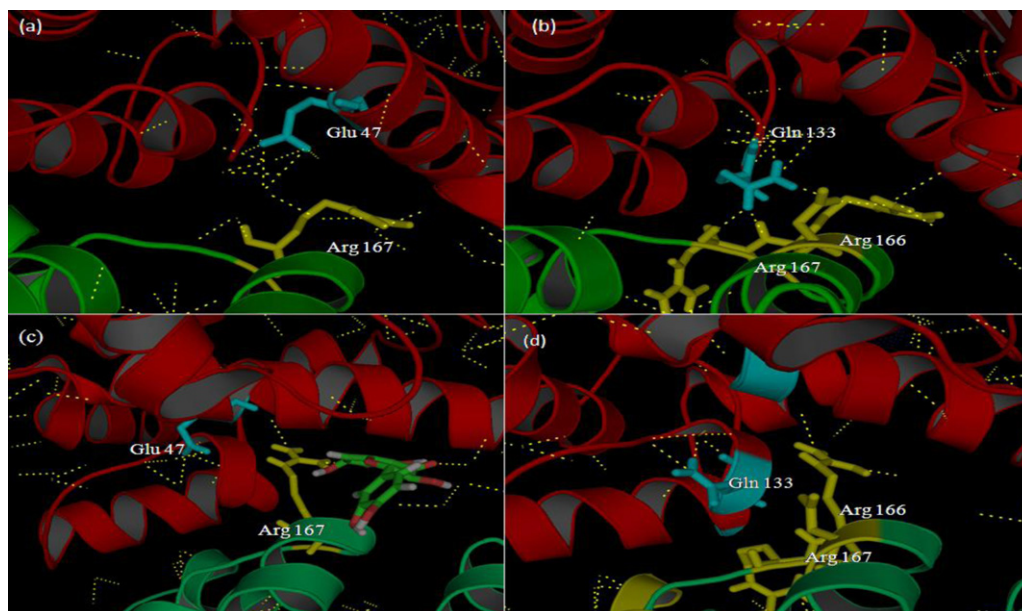 (a)
Glu 47
Arg 167
(b)
Gln 133
Arg 166
Arg 167
(c)
Glu 47
Arg 167
(d)
Gln 133
Arg 166
Arg 167